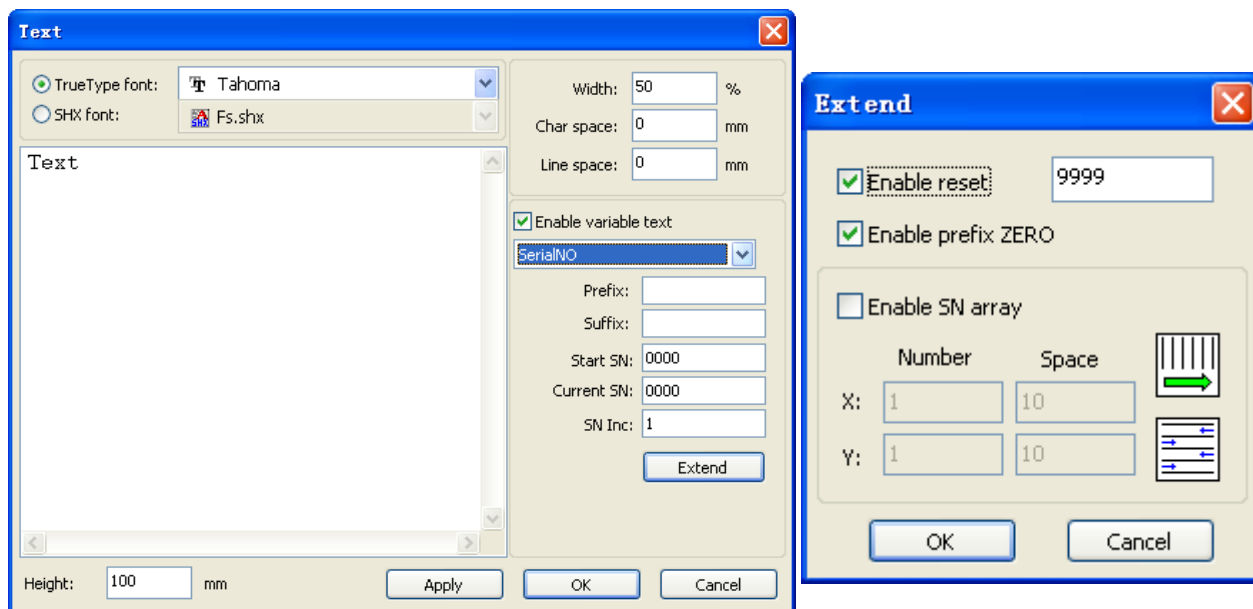 Text
TrueType font: Tahoma
SHX font: Fs.shx
Text
Width: 50 %
Char space: 0 mm
Line space: 0 mm
Enable variable text
SerialNO
Prefix:
Suffix:
Start SN: 0000
Current SN: 0000
SN Inc: 1
Extend
Height: 100 mm
Apply OK Cancel
Extend
Enable reset 9999
Enable prefix ZERO
Enable SN array
Number Space
X: 1 10
Y: 1 10
OK Cancel